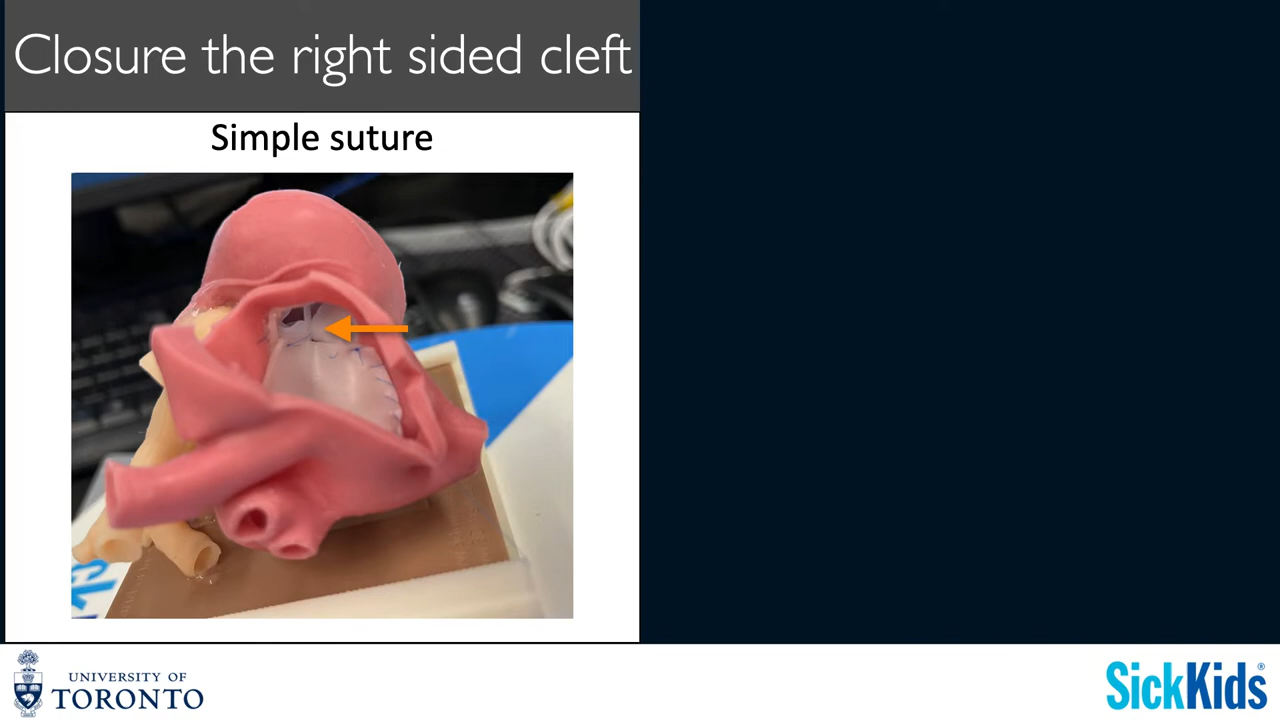 Closure the right sided cleft
Simple suture
UNIVERSITY OF
TORONTO
SickKids®